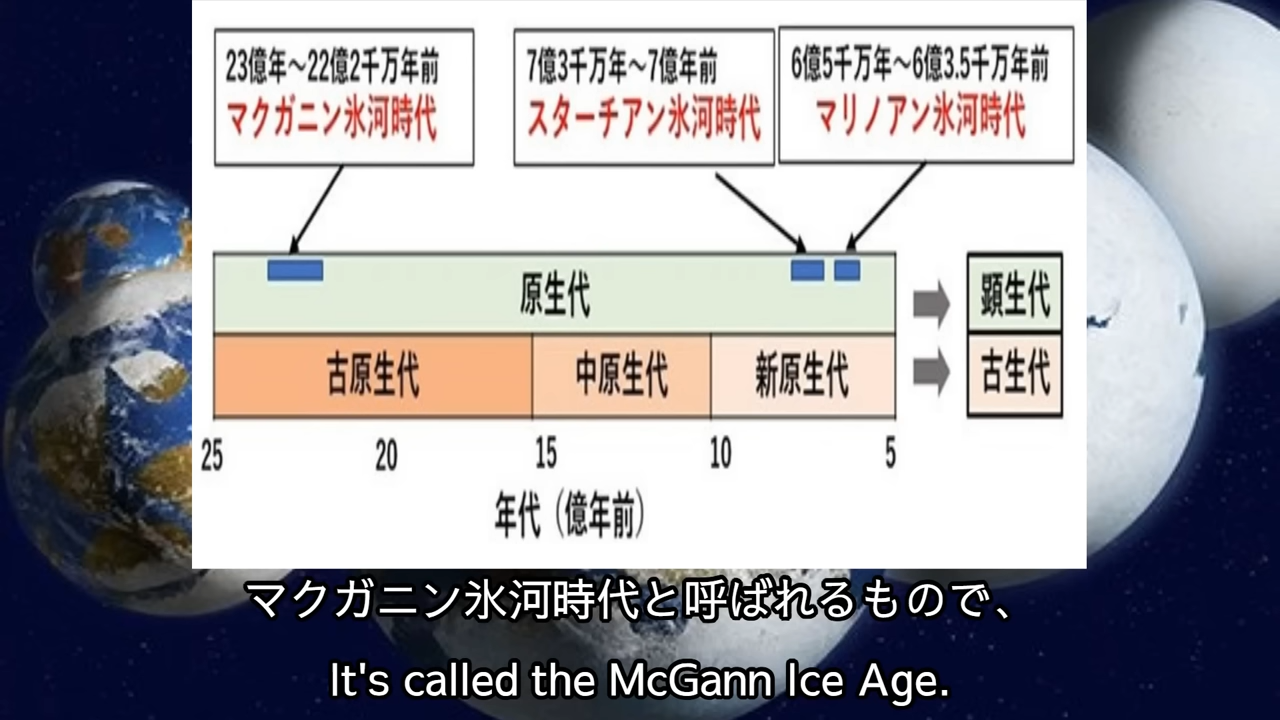 23億年～22億2千万年前
マクガニン氷河時代
7億3千万年～7億年前
スターチアン氷河時代
6億5千万年～6億3.5千万年前
マリノアン氷河時代
原生代
顕生代
古原生代
中原生代
新原生代
古生代
25
20
15
10
5
年代（億年前）
マクガニン氷河時代と呼ばれるもので、
It's called the McGann Ice Age.